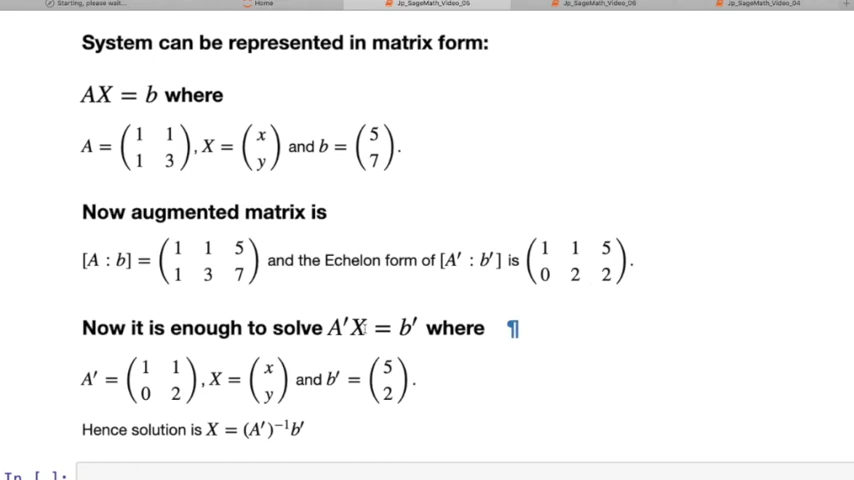 Starting, please wait... Home Jp_SageMath_Video_05 Jp_SageMath_Video_06 Jp_SageMath_Video_04
System can be represented in matrix form:
AX = b where
A = ( 1 1 ; 1 3 ), X = ( x ; y ) and b = ( 5 ; 7 ).
Now augmented matrix is
[A : b] = ( 1 1 5 ; 1 3 7 ) and the Echelon form of [A′ : b′] is ( 1 1 5 ; 0 2 2 ).
Now it is enough to solve A′X = b′ where ¶
A′ = ( 1 1 ; 0 2 ), X = ( x ; y ) and b′ = ( 5 ; 2 ).
Hence solution is X = (A′)⁻¹b′
In [ ]: